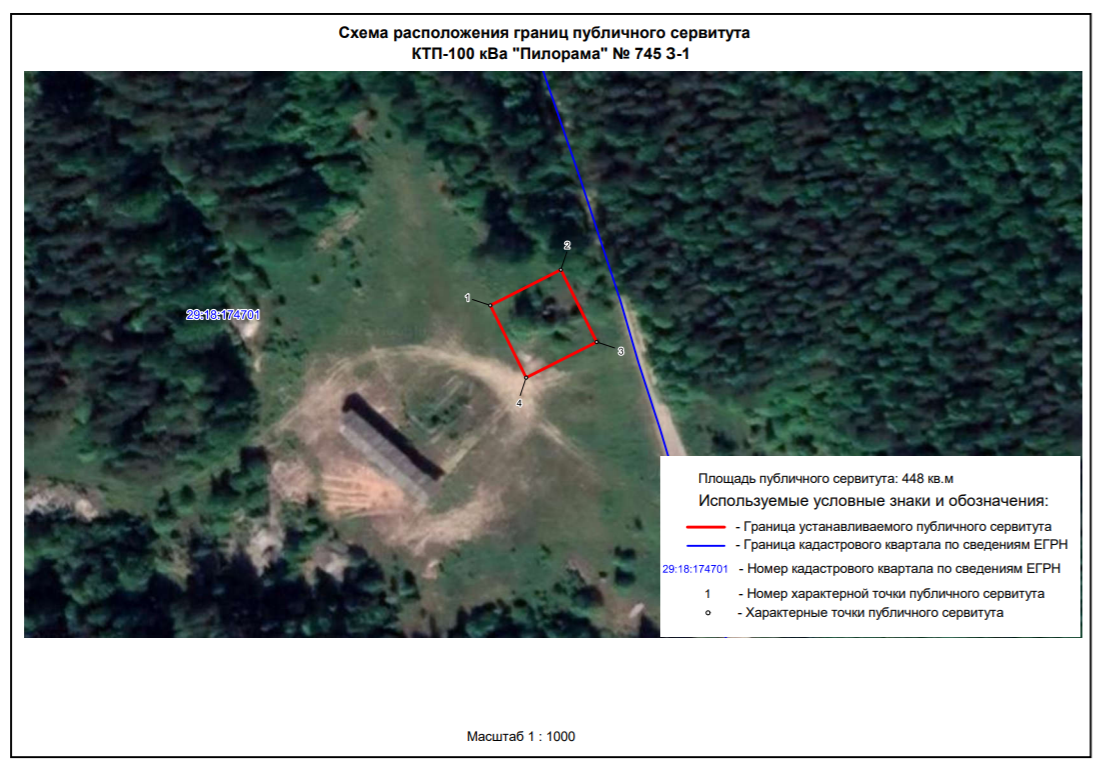 Схема расположения границ публичного сервитута
КТП-100 кВа "Пилорама" № 745 З-1
2
1
29:18:174701
3
4
Площадь публичного сервитута: 448 кв.м
Используемые условные знаки и обозначения:
- Граница устанавливаемого публичного сервитута
- Граница кадастрового квартала по сведениям ЕГРН
29:18:174701 - Номер кадастрового квартала по сведениям ЕГРН
1 - Номер характерной точки публичного сервитута
- Характерные точки публичного сервитута
Масштаб 1 : 1000